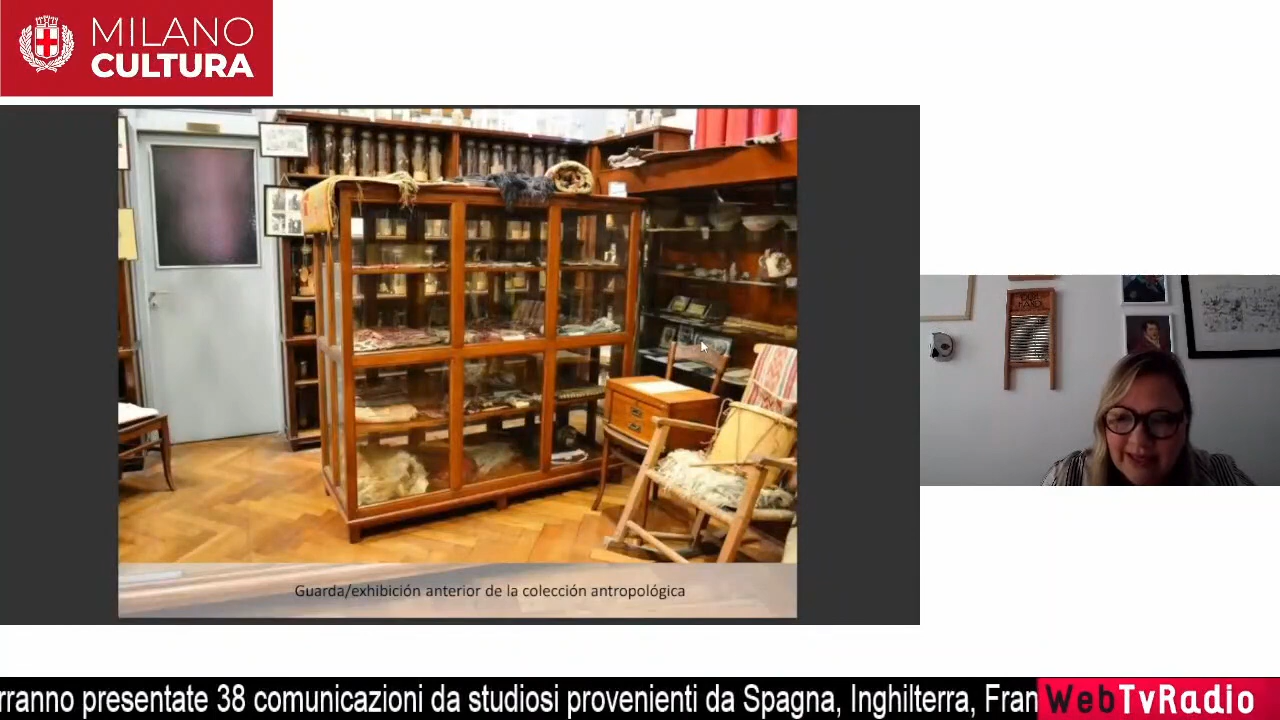 MILANO
CULTURA
Guarda/exhibición anterior de la colección antropológica
rranno presentate 38 comunicazioni da studiosi provenienti da Spagna, Inghilterra, Fran
WebTvRadio